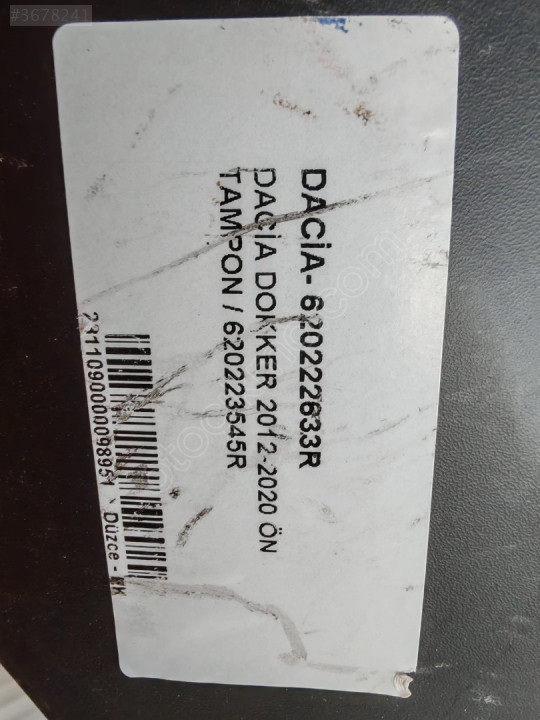 #3678241
DACİA- 620222633R
DACİA DOKKER 2012-2020 ÖN
TAMPON / 620223545R
2311090000098951 - Düzce -